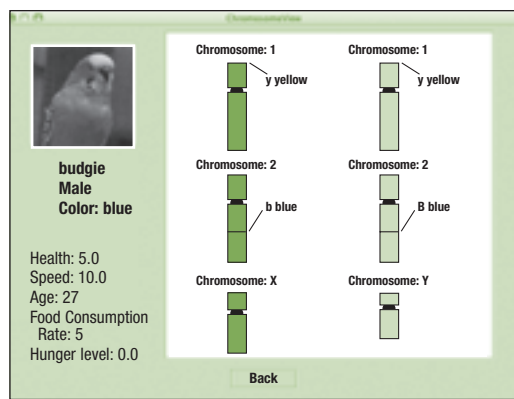 ChromosomeView
budgie
Male
Color: blue
Health: 5.0
Speed: 10.0
Age: 27
Food Consumption
Rate: 5
Hunger level: 0.0
Chromosome: 1
y yellow
Chromosome: 1
y yellow
Chromosome: 2
b blue
Chromosome: 2
B blue
Chromosome: X
Chromosome: Y
Back